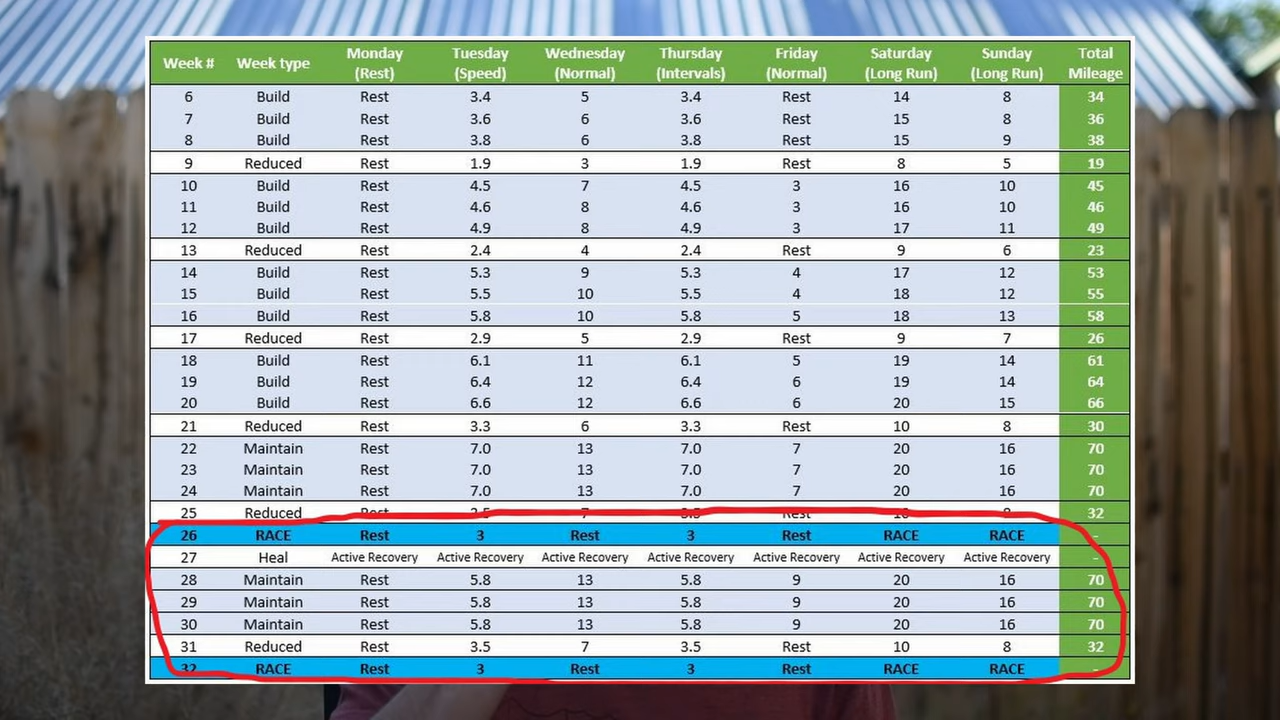 Week # Week type Monday (Rest) Tuesday (Speed) Wednesday (Normal) Thursday (Intervals) Friday (Normal) Saturday (Long Run) Sunday (Long Run) Total Mileage
6 Build Rest 3.4 5 3.4 Rest 14 8 34
7 Build Rest 3.6 6 3.6 Rest 15 8 36
8 Build Rest 3.8 6 3.8 Rest 15 9 38
9 Reduced Rest 1.9 3 1.9 Rest 8 5 19
10 Build Rest 4.5 7 4.5 3 16 10 45
11 Build Rest 4.6 8 4.6 3 16 10 46
12 Build Rest 4.9 8 4.9 3 17 11 49
13 Reduced Rest 2.4 4 2.4 Rest 9 6 23
14 Build Rest 5.3 9 5.3 4 17 12 53
15 Build Rest 5.5 10 5.5 4 18 12 55
16 Build Rest 5.8 10 5.8 5 18 13 58
17 Reduced Rest 2.9 5 2.9 Rest 9 7 26
18 Build Rest 6.1 11 6.1 5 19 14 61
19 Build Rest 6.4 12 6.4 6 19 14 64
20 Build Rest 6.6 12 6.6 6 20 15 66
21 Reduced Rest 3.3 6 3.3 Rest 10 8 30
22 Maintain Rest 7.0 13 7.0 7 20 16 70
23 Maintain Rest 7.0 13 7.0 7 20 16 70
24 Maintain Rest 7.0 13 7.0 7 20 16 70
25 Reduced Rest 3.5 7 3.5 Rest 10 8 32
26 RACE Rest 3 Rest 3 Rest RACE RACE -
27 Heal Active Recovery Active Recovery Active Recovery Active Recovery Active Recovery Active Recovery Active Recovery -
28 Maintain Rest 5.8 13 5.8 9 20 16 70
29 Maintain Rest 5.8 13 5.8 9 20 16 70
30 Maintain Rest 5.8 13 5.8 9 20 16 70
31 Reduced Rest 3.5 7 3.5 Rest 10 8 32
32 RACE Rest 3 Rest 3 Rest RACE RACE -